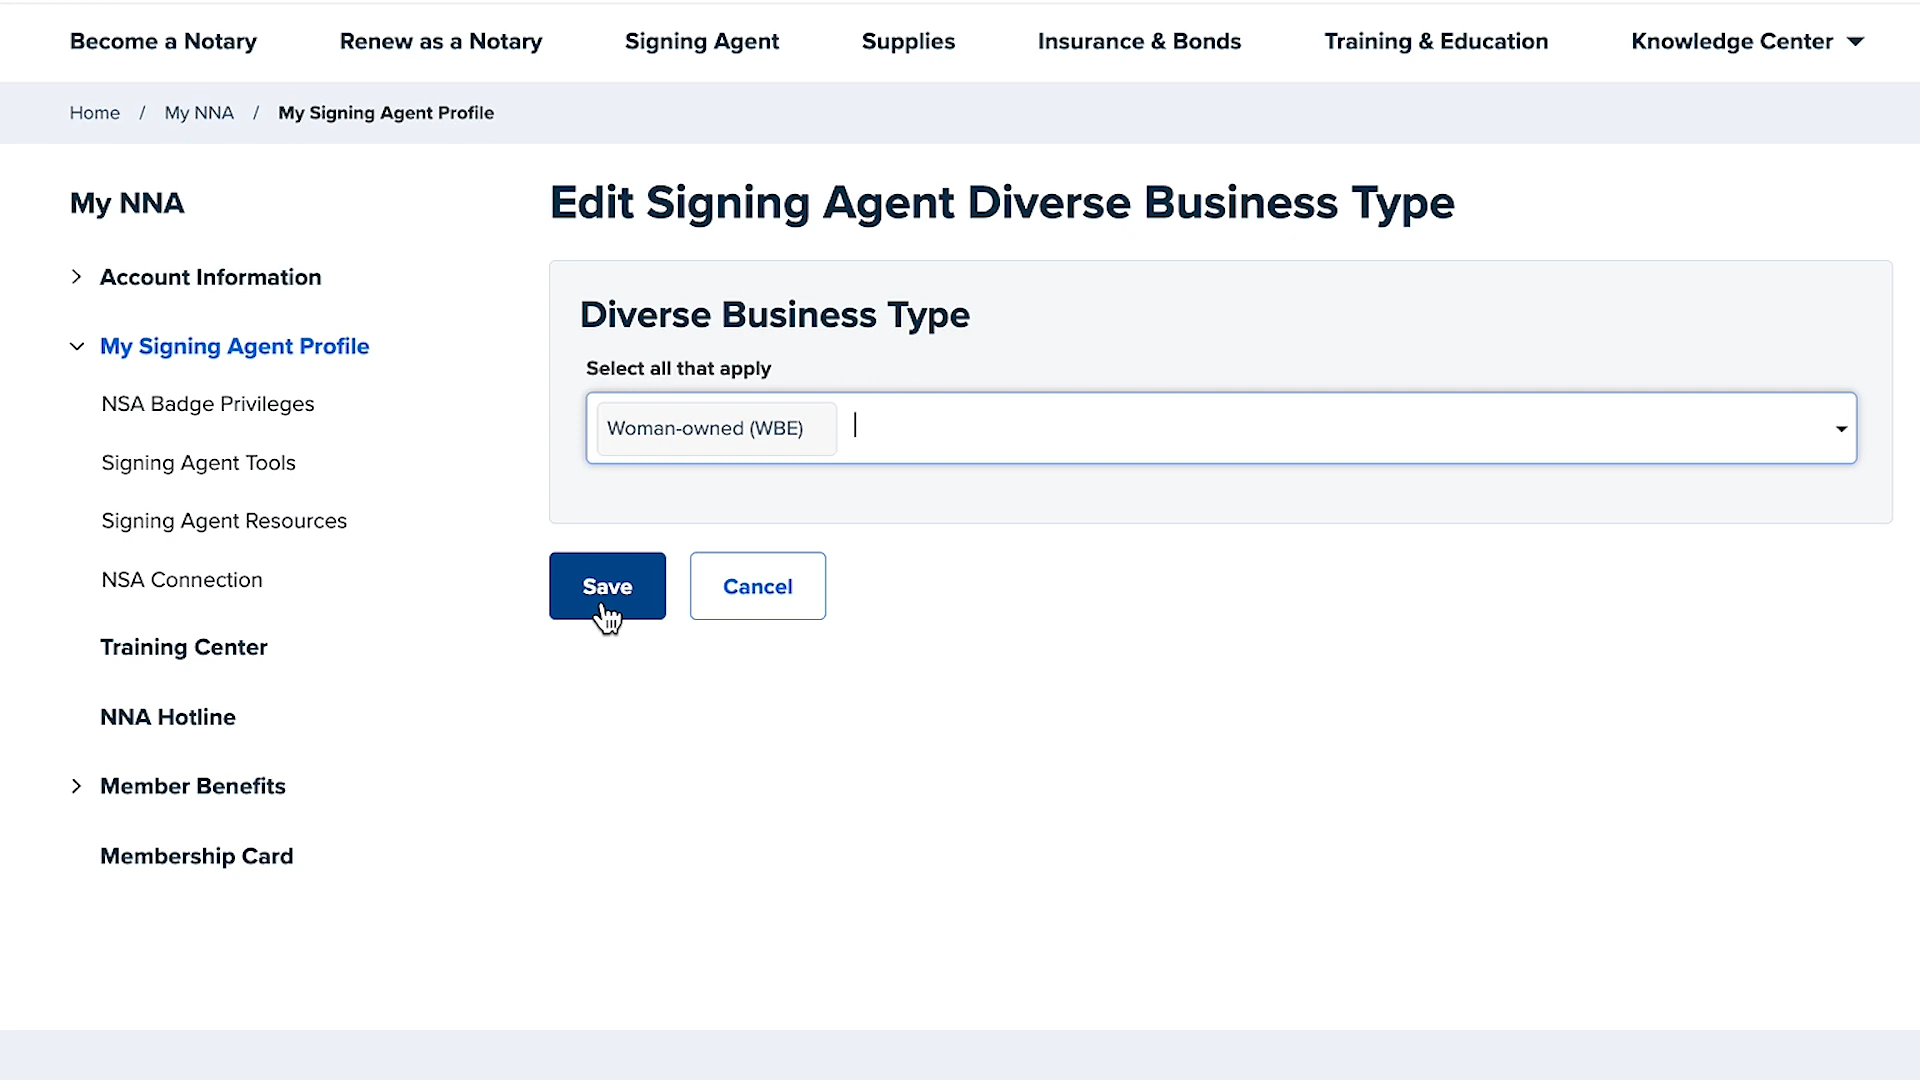 Become a Notary
Renew as a Notary
Signing Agent
Supplies
Insurance & Bonds
Training & Education
Knowledge Center
Home / My NNA / My Signing Agent Profile
My NNA
Account Information
My Signing Agent Profile
NSA Badge Privileges
Signing Agent Tools
Signing Agent Resources
NSA Connection
Training Center
NNA Hotline
Member Benefits
Membership Card
Edit Signing Agent Diverse Business Type
Diverse Business Type
Select all that apply
Woman-owned (WBE)
Save
Cancel